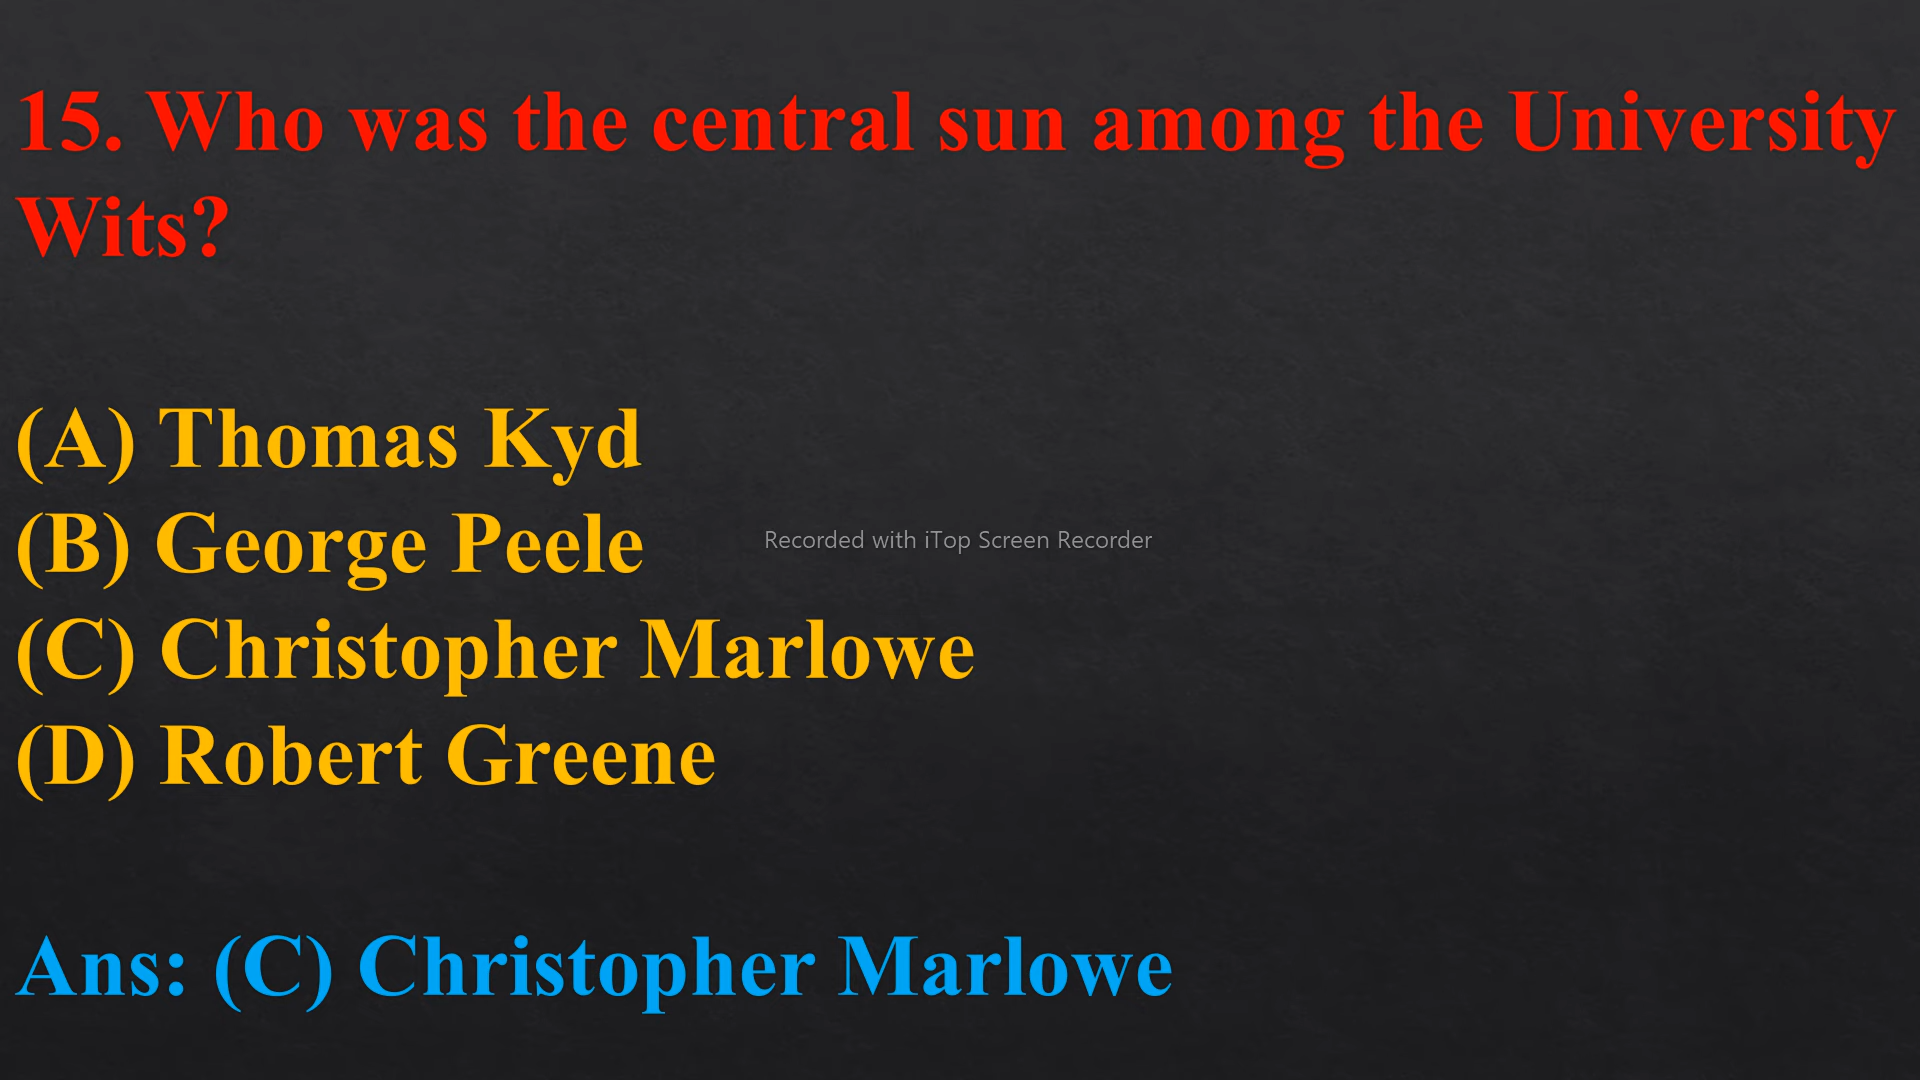 15. Who was the central sun among the University
Wits?
(A) Thomas Kyd
(B) George Peele
Recorded with iTop Screen Recorder
(C) Christopher Marlowe
(D) Robert Greene
Ans: (C) Christopher Marlowe